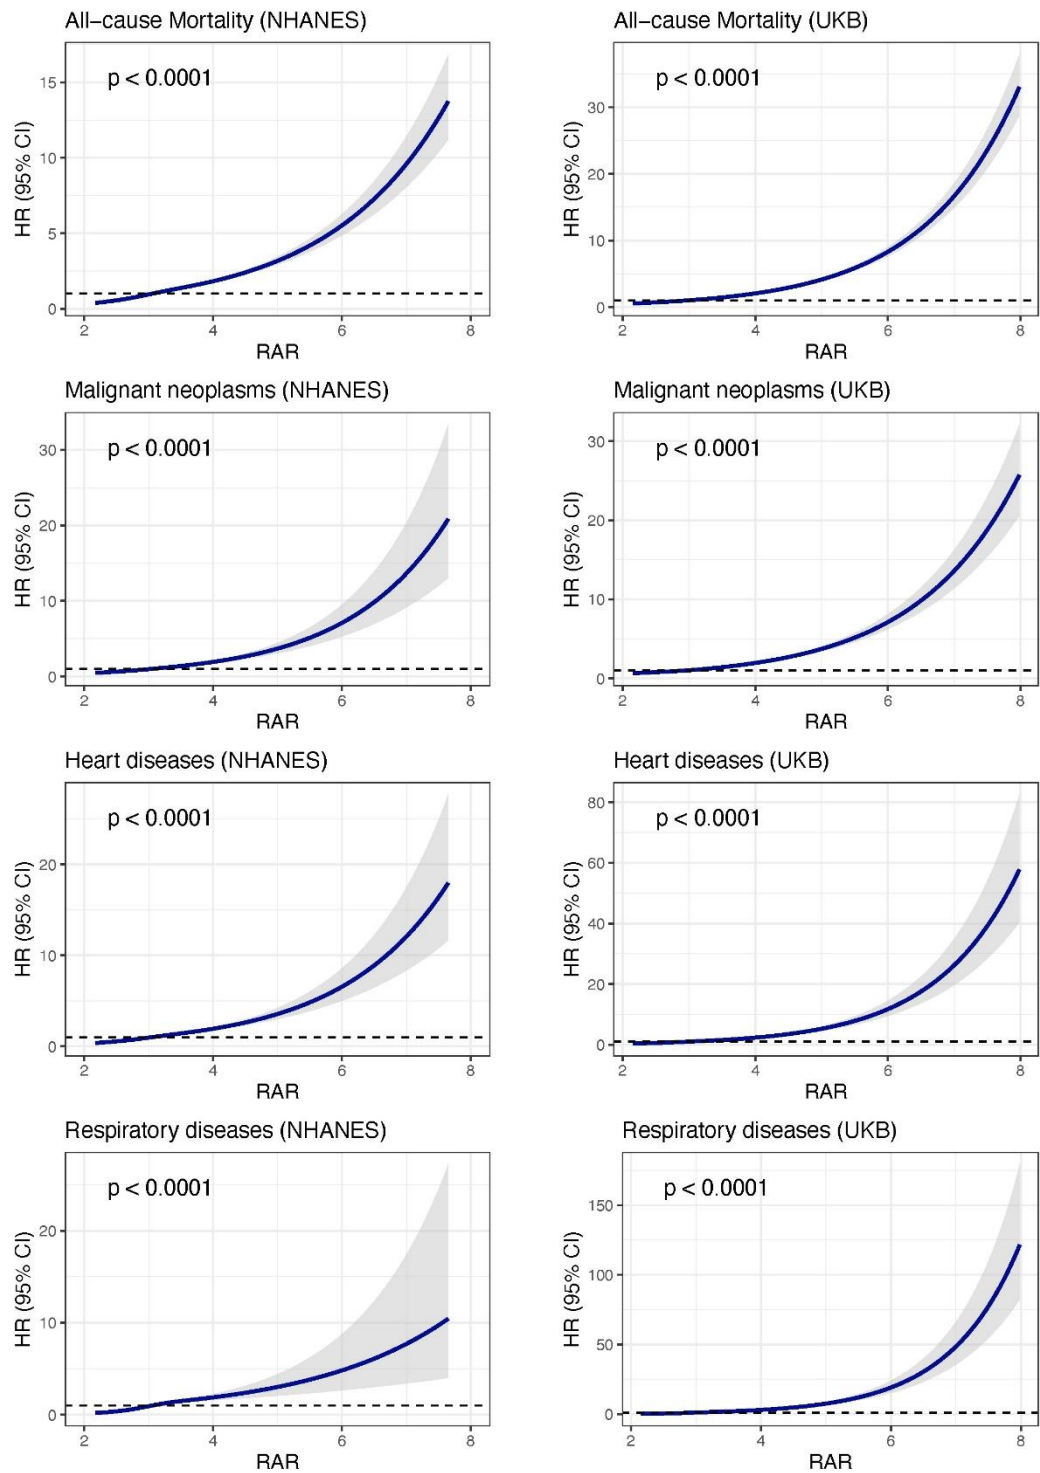 All-cause Mortality (NHANES)
p < 0.0001
15
10
5
0
HR (95% CI)
2 4 6 8
RAR
All-cause Mortality (UKB)
p < 0.0001
30
20
10
0
HR (95% CI)
2 4 6 8
RAR
Malignant neoplasms (NHANES)
p < 0.0001
30
20
10
0
HR (95% CI)
2 4 6 8
RAR
Malignant neoplasms (UKB)
p < 0.0001
30
20
10
0
HR (95% CI)
2 4 6 8
RAR
Heart diseases (NHANES)
p < 0.0001
20
10
0
HR (95% CI)
2 4 6 8
RAR
Heart diseases (UKB)
p < 0.0001
80
60
40
20
0
HR (95% CI)
2 4 6 8
RAR
Respiratory diseases (NHANES)
p < 0.0001
20
10
0
HR (95% CI)
2 4 6 8
RAR
Respiratory diseases (UKB)
p < 0.0001
150
100
50
0
HR (95% CI)
2 4 6 8
RAR